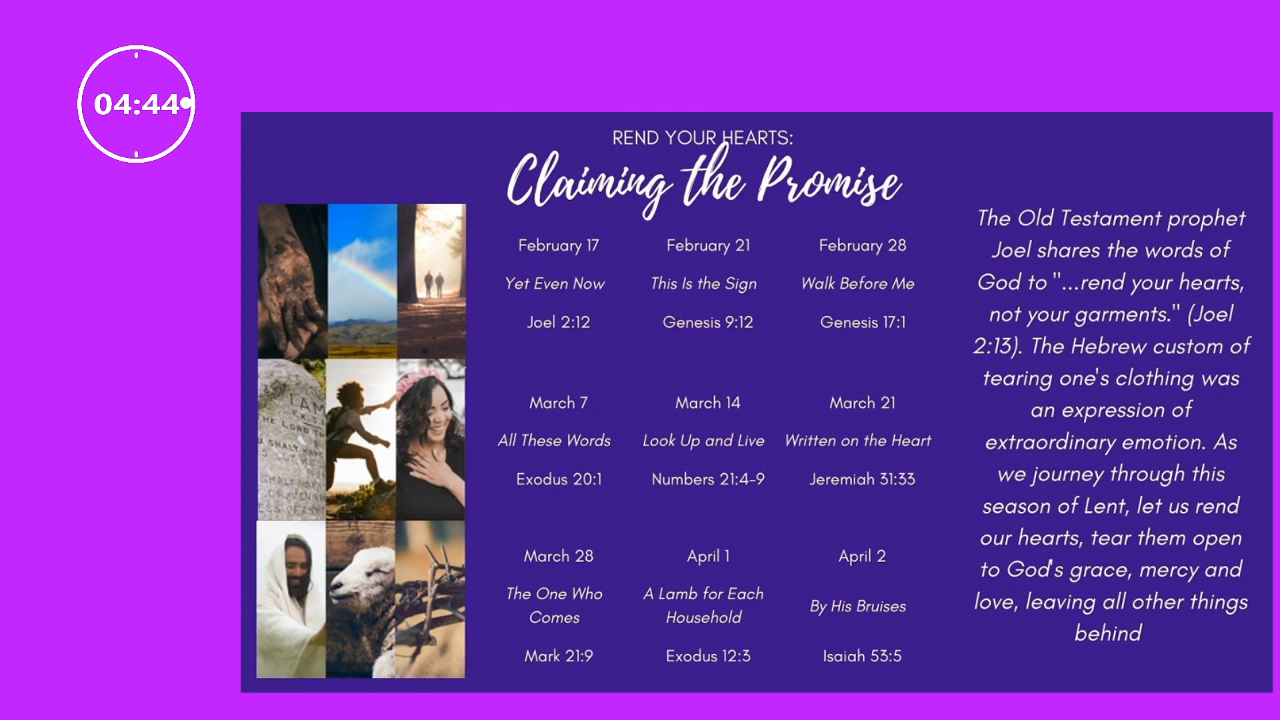 04:44
REND YOUR HEARTS:
Claiming the Promise
February 17
Yet Even Now
Joel 2:12
February 21
This Is the Sign
Genesis 9:12
February 28
Walk Before Me
Genesis 17:1
March 7
All These Words
Exodus 20:1
March 14
Look Up and Live
Numbers 21:4-9
March 21
Written on the Heart
Jeremiah 31:33
March 28
The One Who
Comes
Mark 21:9
April 1
A Lamb for Each
Household
Exodus 12:3
April 2
By His Bruises
Isaiah 53:5
The Old Testament prophet
Joel shares the words of
God to "...rend your hearts,
not your garments." (Joel
2:13). The Hebrew custom of
tearing one's clothing was
an expression of
extraordinary emotion. As
we journey through this
season of Lent, let us rend
our hearts, tear them open
to God's grace, mercy and
love, leaving all other things
behind
I AM
THE LORD